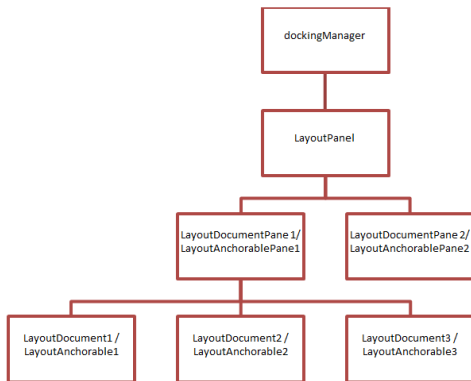 dockingManager
LayoutPanel
LayoutDocumentPane 1/
LayoutAnchorablePane1
LayoutDocumentPane 2/
LayoutAnchorablePane2
LayoutDocument1 /
LayoutAnchorable1
LayoutDocument2 /
LayoutAnchorable2
LayoutDocument3 /
LayoutAnchorable3